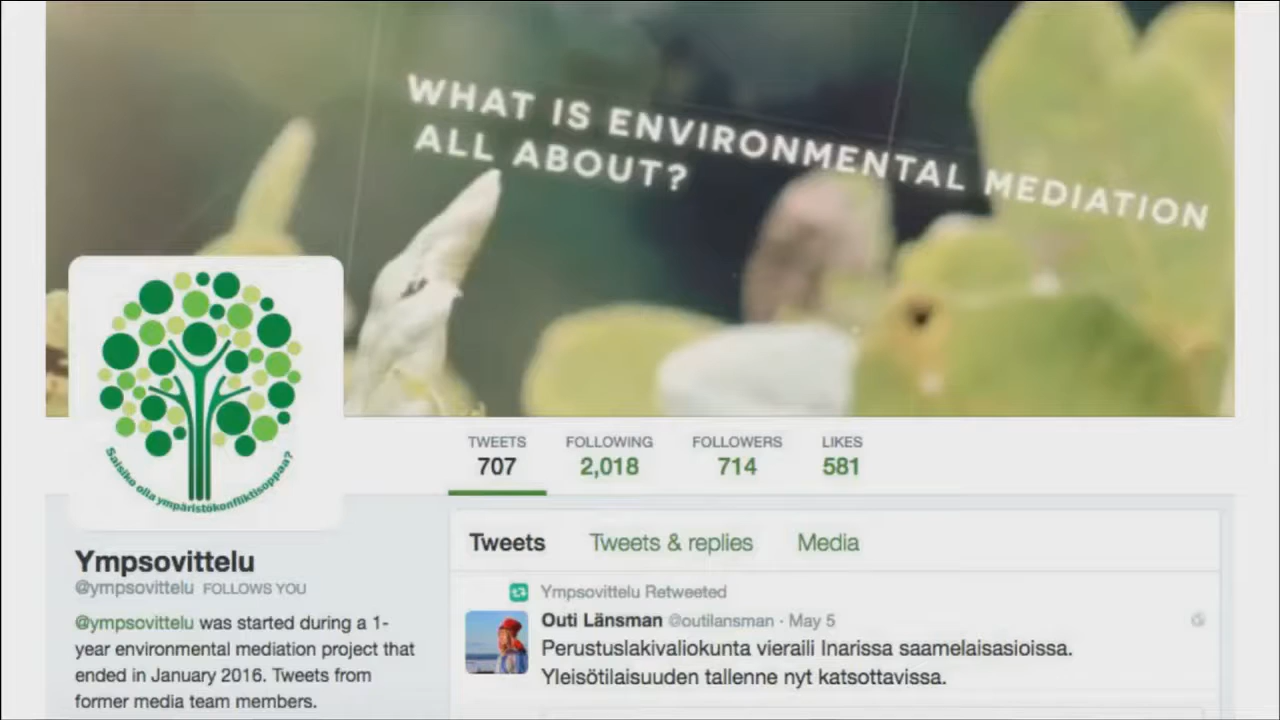 WHAT IS ENVIRONMENTAL MEDIATION
ALL ABOUT?
Saisiko olla ympäristökonfliktisoppaa?
TWEETS FOLLOWING FOLLOWERS LIKES
707 2,018 714 581
Ympsovittelu
@ympsovittelu FOLLOWS YOU
@ympsovittelu was started during a 1-
year environmental mediation project that
ended in January 2016. Tweets from
former media team members.
Tweets Tweets & replies Media
Ympsovittelu Retweeted
Outi Länsman @outilansman · May 5
Perustuslakivaliokunta vieraili Inarissa saamelaisasioissa.
Yleisötilaisuuden tallenne nyt katsottavissa.